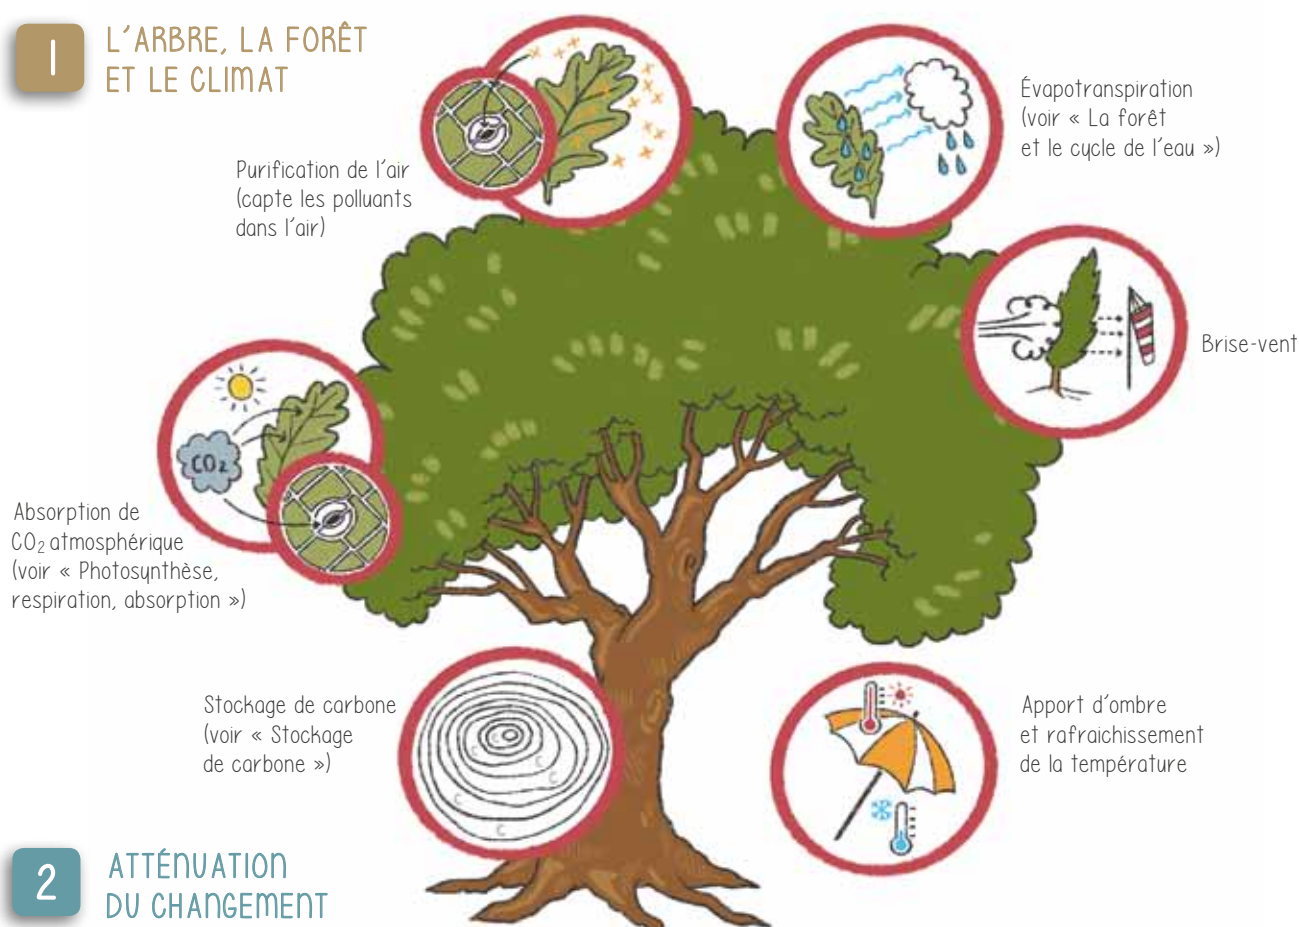 1
L'ARBRE, LA FORÊT
ET LE CLIMAT
Purification de l'air
(capte les polluants
dans l'air)
Évapotranspiration
(voir « La forêt
et le cycle de l'eau »)
Brise-vent
CO₂
Absorption de
CO₂ atmosphérique
(voir « Photosynthèse,
respiration, absorption »)
Stockage de carbone
(voir « Stockage
de carbone »)
C
C
C
C
C
Apport d'ombre
et rafraichissement
de la température
2
ATTÉNUATION
DU CHANGEMENT